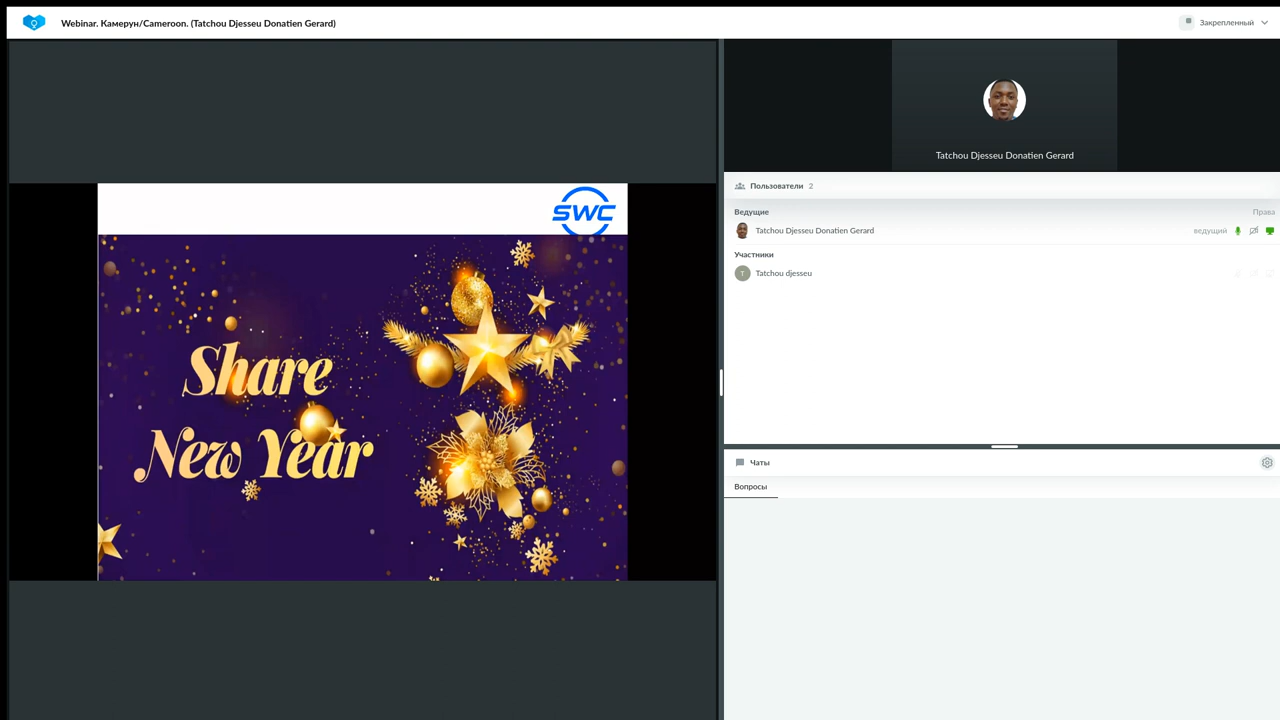 Webinar. Камерун/Cameroon. (Tatchou Djesseu Donatien Gerard)
Закрепленный
SWC
Share
New Year
Tatchou Djesseu Donatien Gerard
Пользователи 2
Ведущие Права
Tatchou Djesseu Donatien Gerard ведущий
Участники
T Tatchou djesseu
Чаты
Вопросы